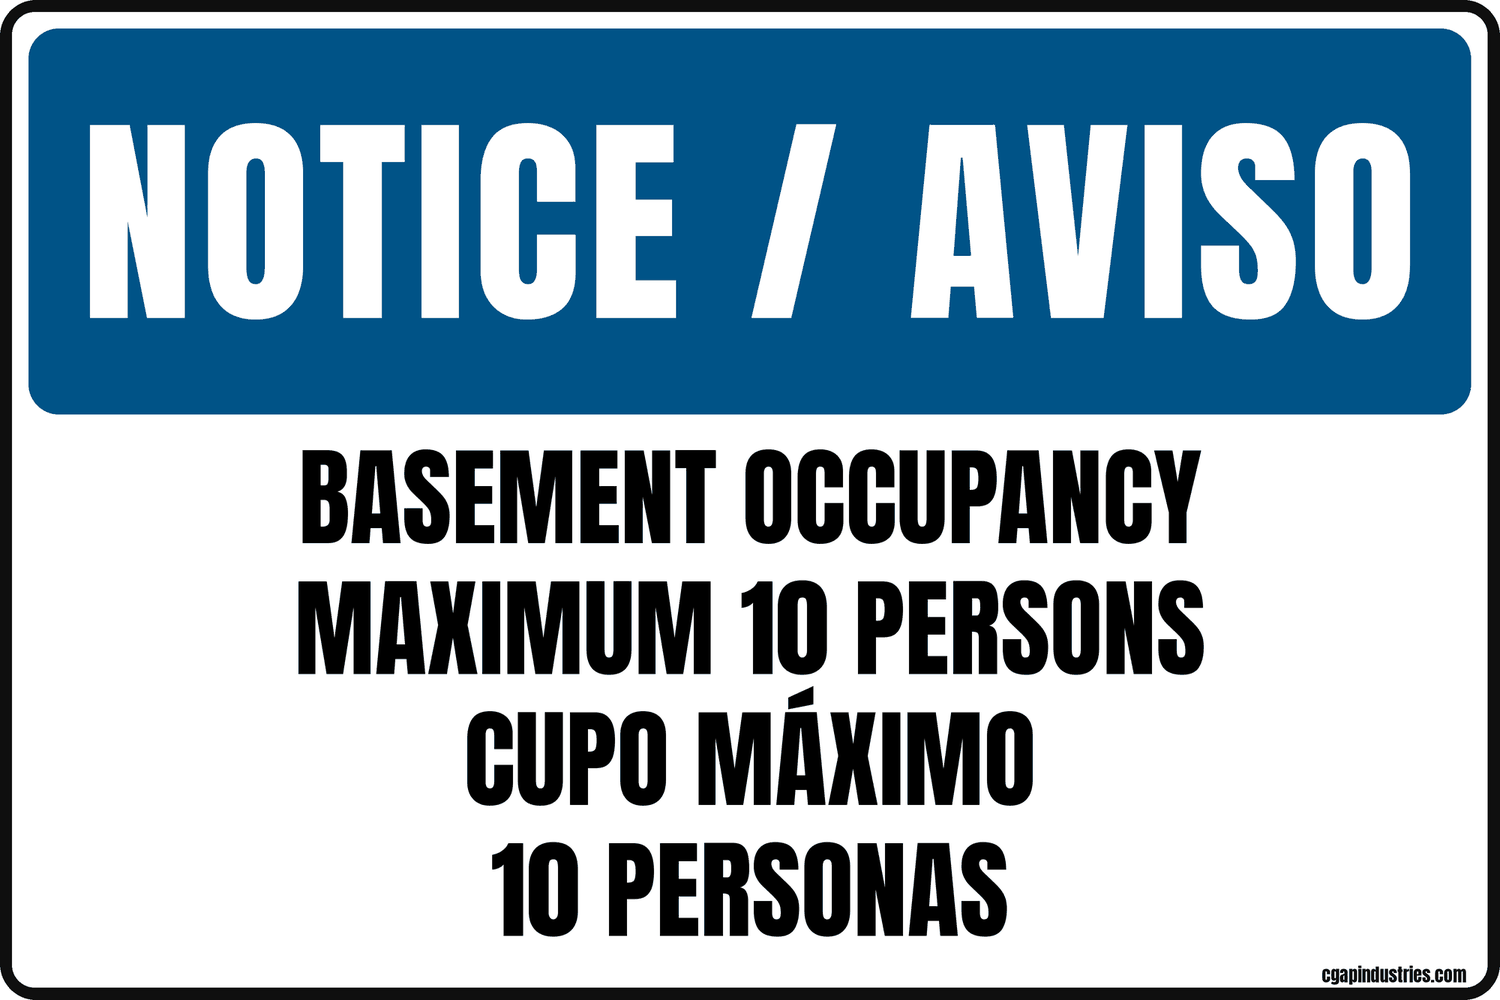 NOTICE / AVISO
BASEMENT OCCUPANCY
MAXIMUM 10 PERSONS
CUPO MÁXIMO
10 PERSONAS
cgapindustries.com